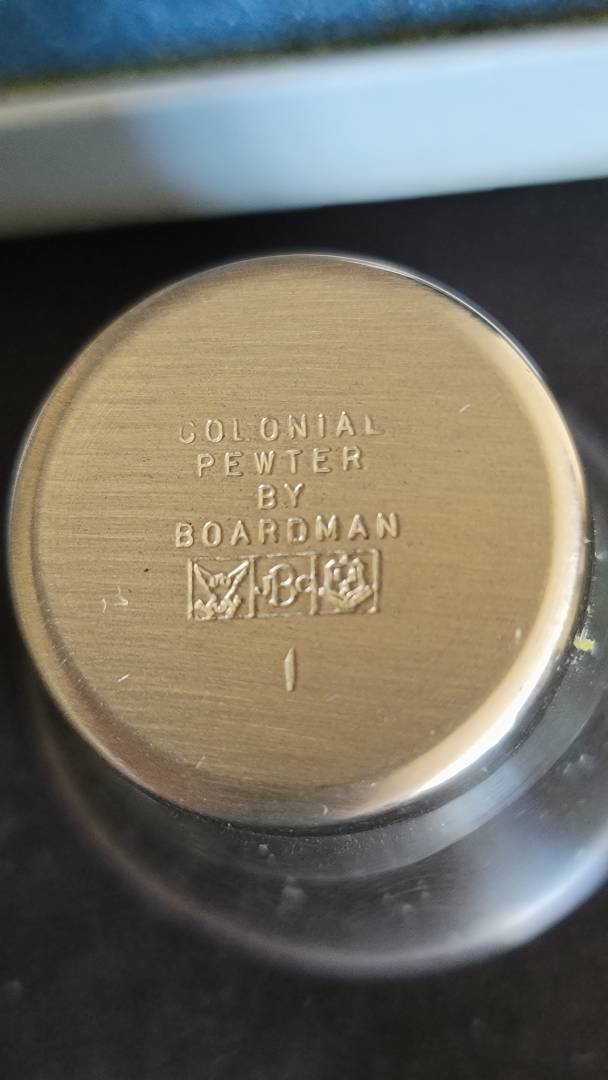 COLONIAL
PEWTER
BY
BOARDMAN
1